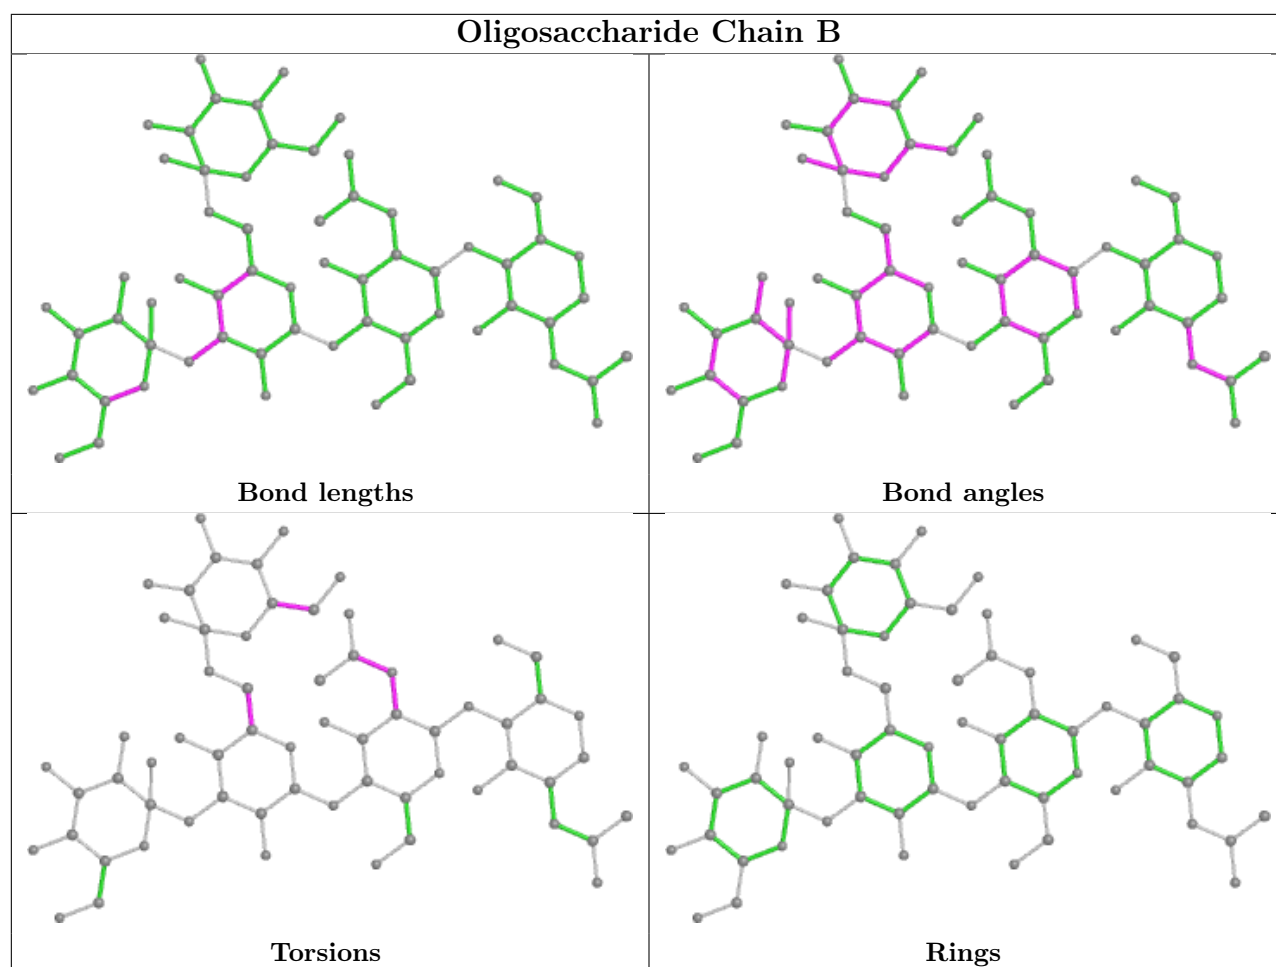 Oligosaccharide Chain B
Bond lengths
Bond angles
Torsions
Rings